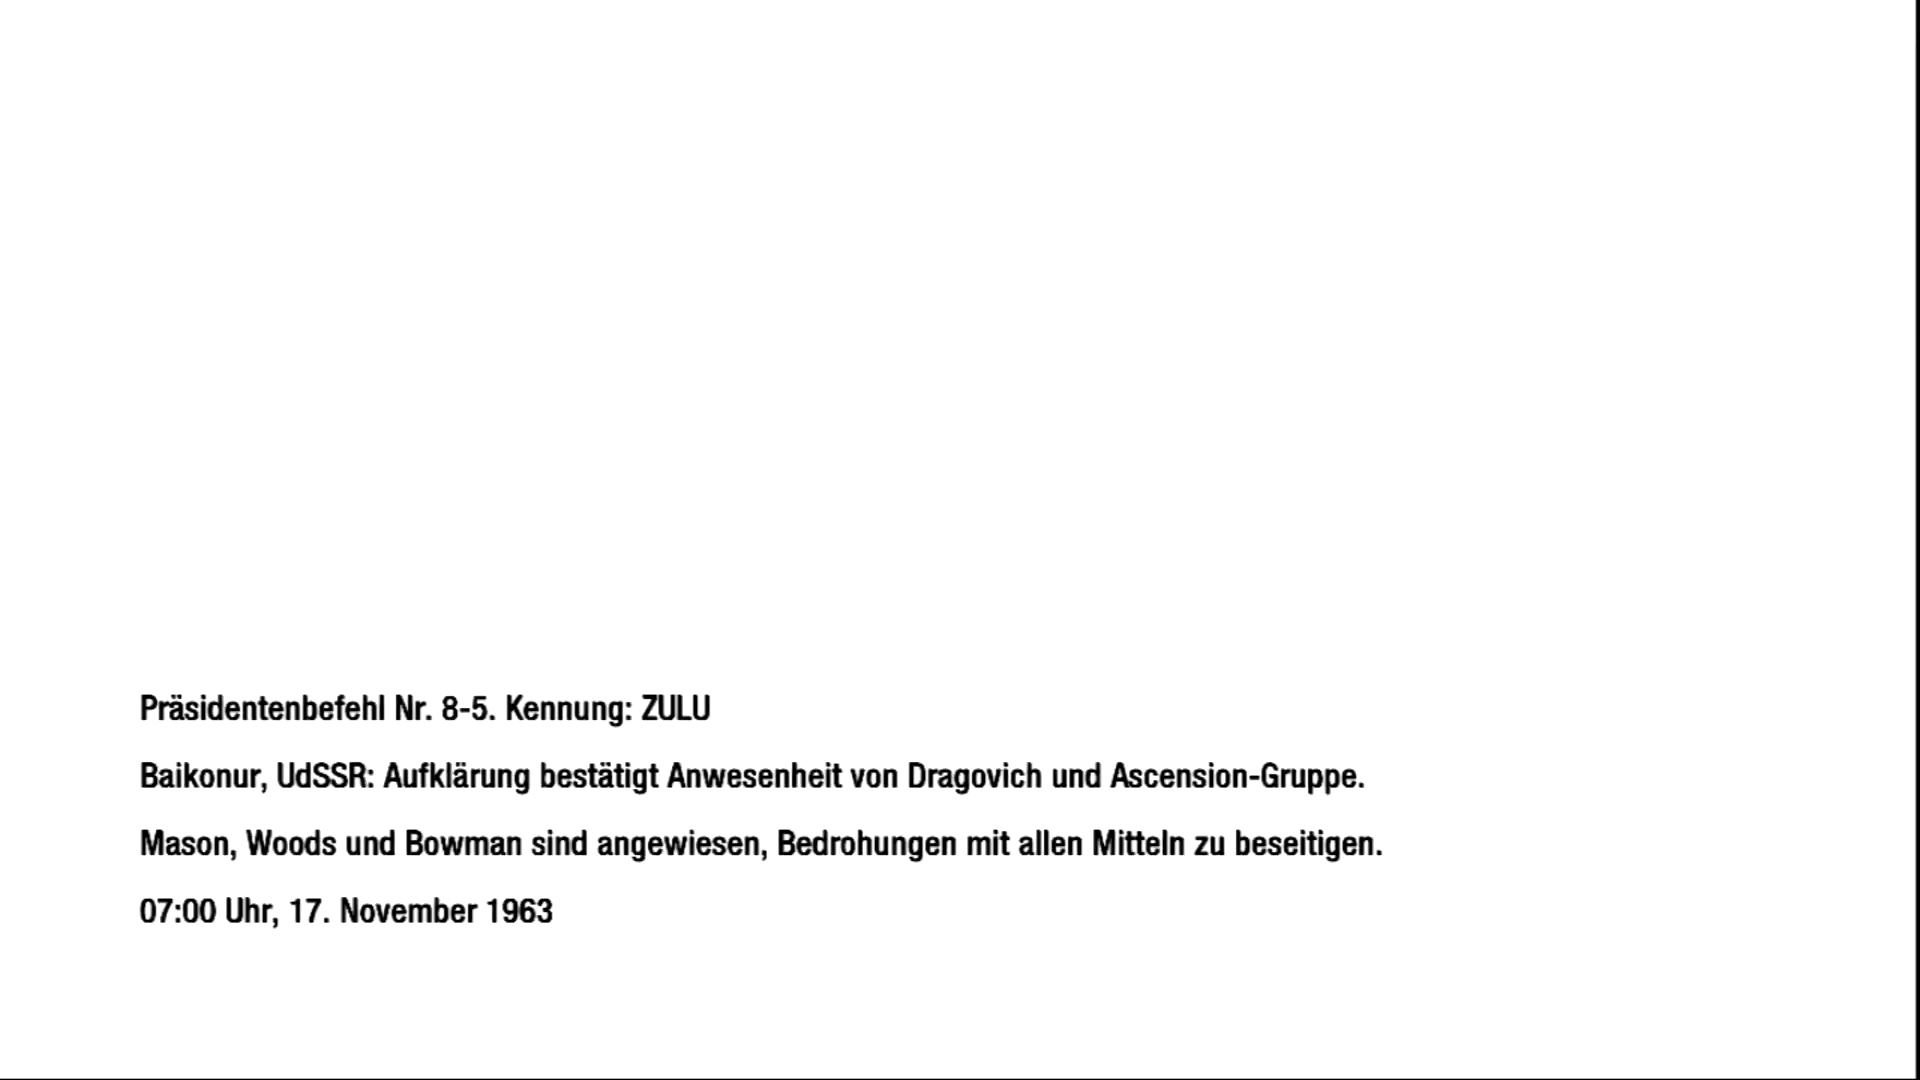 Präsidentenbefehl Nr. 8-5. Kennung: ZULU
Baikonur, UdSSR: Aufklärung bestätigt Anwesenheit von Dragovich und Ascension-Gruppe.
Mason, Woods und Bowman sind angewiesen, Bedrohungen mit allen Mitteln zu beseitigen.
07:00 Uhr, 17. November 1963